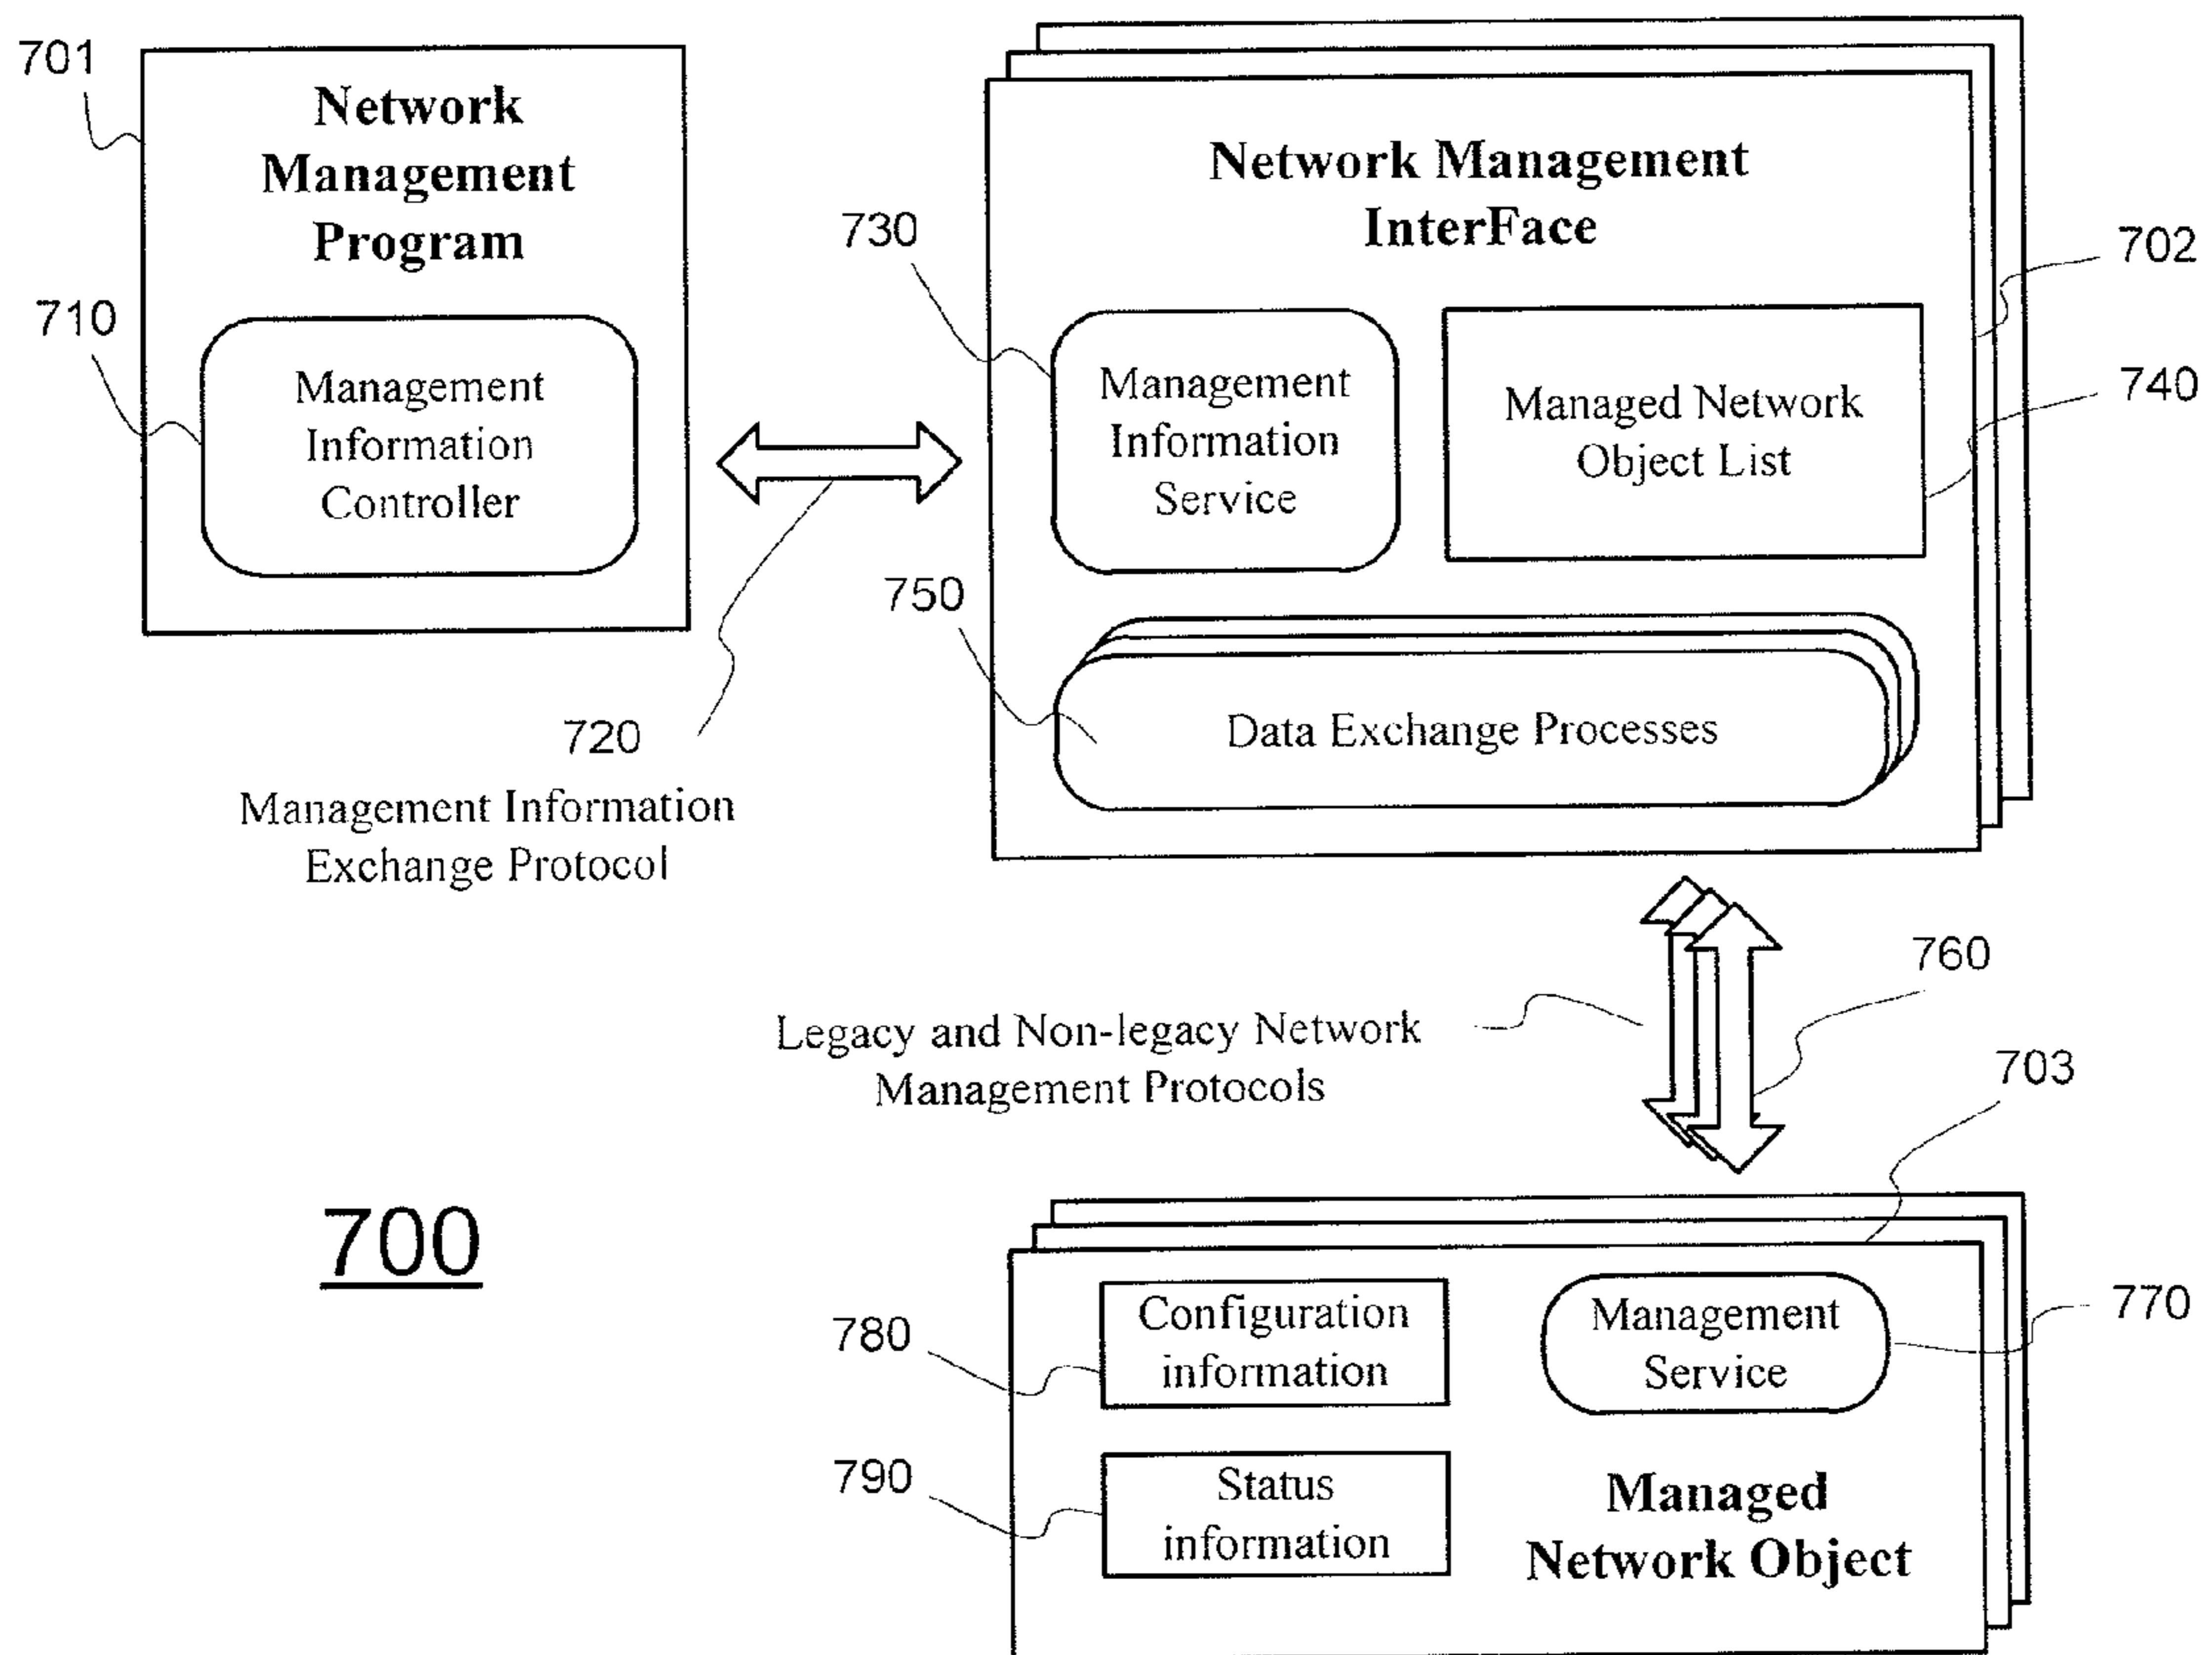 701
Network
Management
Program
710
Management
Information
Controller
720
Management Information
Exchange Protocol
Network Management
InterFace
702
730
Management
Information
Service
740
Managed Network
Object List
750
Data Exchange Processes
760
Legacy and Non-legacy Network
Management Protocols
703
700
780
Configuration
information
770
Management
Service
790
Status
information
Managed
Network Object